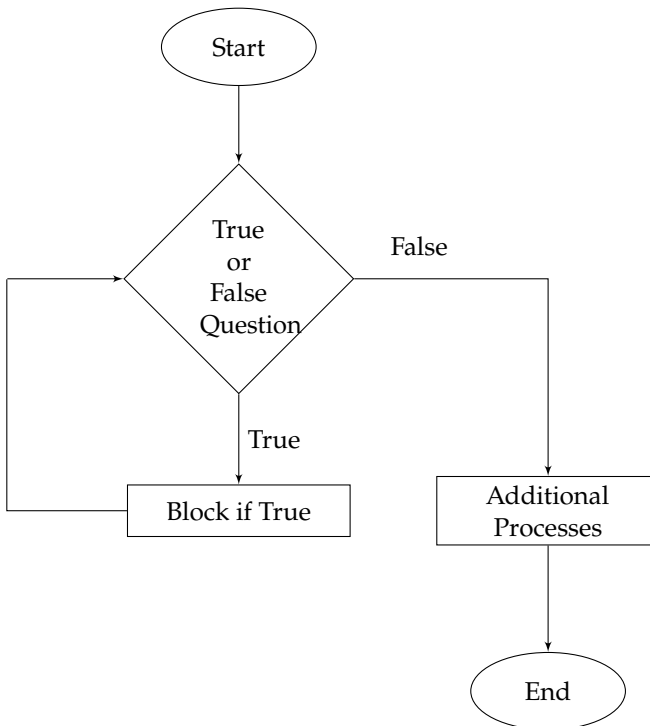 Start
True
or
False
Question
False
True
Block if True
Additional
Processes
End